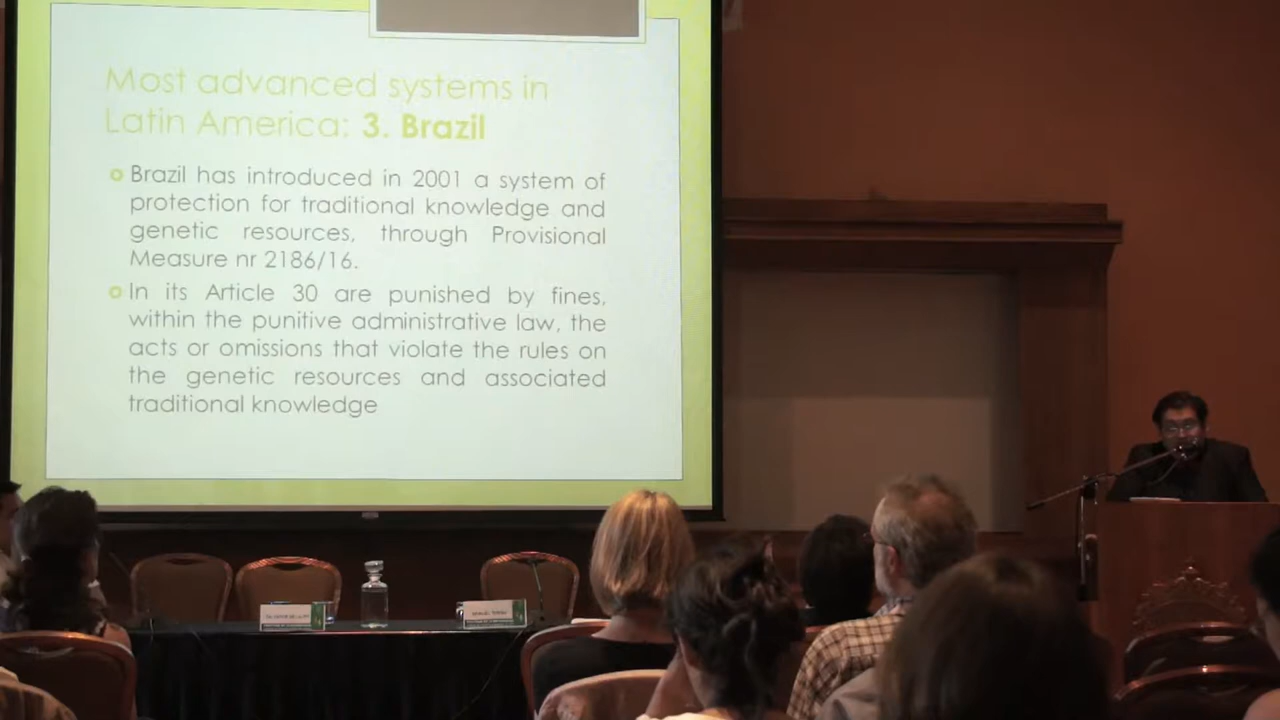 Most advanced systems in
Latin America: 3. Brazil
Brazil has introduced in 2001 a system of
protection for traditional knowledge and
genetic resources, through Provisional
Measure nr 2186/16.
In its Article 30 are punished by fines,
within the punitive administrative law, the
acts or omissions that violate the rules on
the genetic resources and associated
traditional knowledge